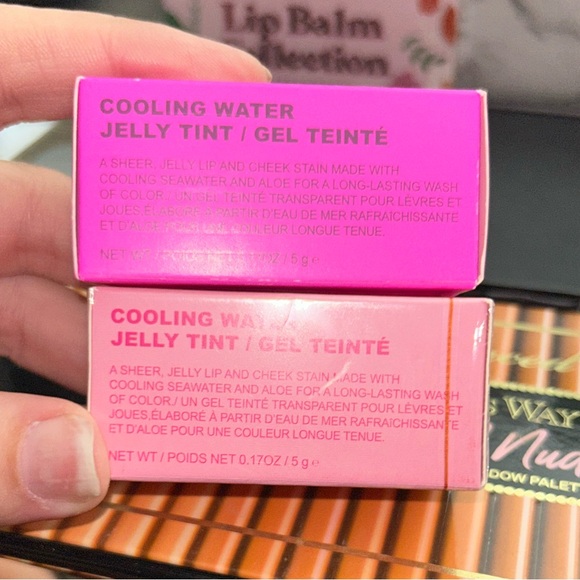 Lip Balm
COOLING WATER
JELLY TINT / GEL TEINTÉ
A SHEER, JELLY LIP AND CHEEK STAIN MADE WITH
COOLING SEAWATER AND ALOE FOR A LONG-LASTING WASH
OF COLOR./ UN GEL TEINTÉ TRANSPARENT POUR LÈVRES ET
JOUES,ÉLABORÉ À PARTIR D'EAU DE MER RAFRAICHISSANTE
ET D'ALOE POUR UNE COULEUR LONGUE TENUE.
NET OZ / 5 g e
COOLING WATER
JELLY TINT / GEL TEINTÉ
A SHEER, JELLY LIP AND CHEEK STAIN MADE WITH
COOLING SEAWATER AND ALOE FOR A LONG-LASTING WASH
OF COLOR./ UN GEL TEINTÉ TRANSPARENT POUR LÈVRES ET
JOUES,ÉLABORÉ À PARTIR D'EAU DE MER RAFRAICHISSANTE
ET D'ALOE POUR UNE COULEUR LONGUE TENUE.
NET WT / POIDS NET 0.17OZ / 5 g e
WAY